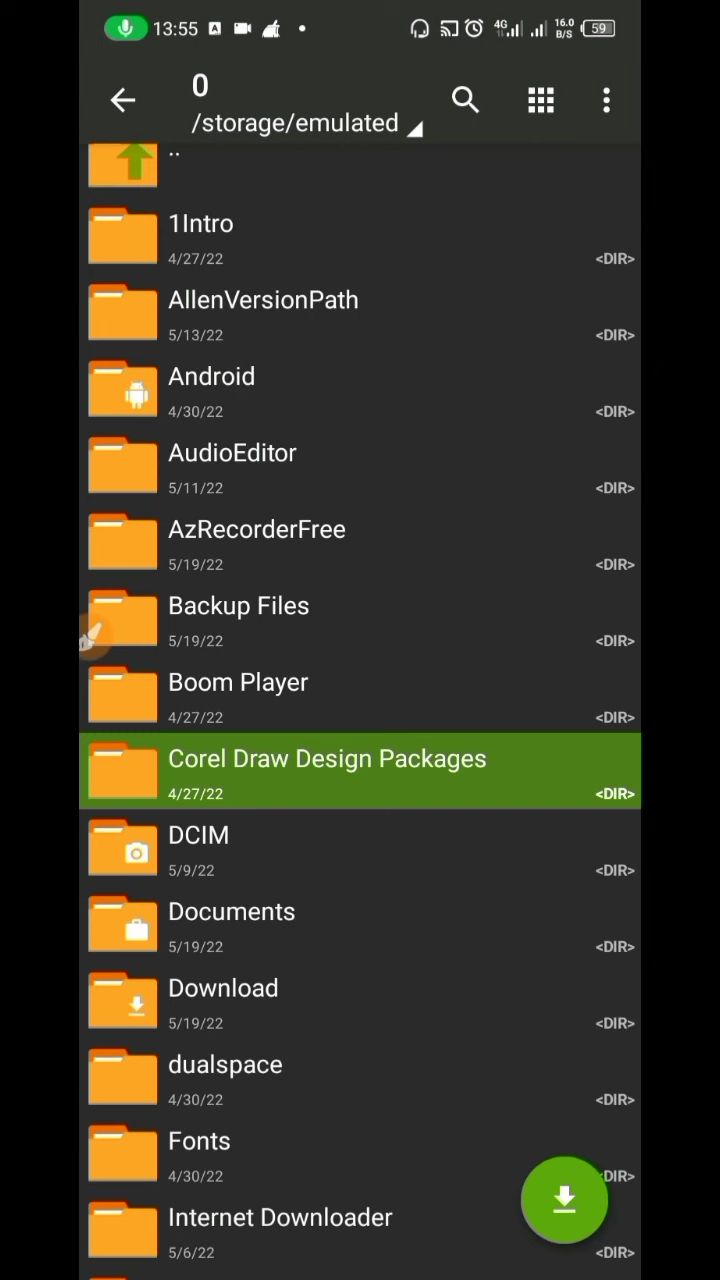 13:55 A 4G 16.0 B/S 59
0
/storage/emulated
..
1Intro
4/27/22 <DIR>
AllenVersionPath
5/13/22 <DIR>
Android
4/30/22 <DIR>
AudioEditor
5/11/22 <DIR>
AzRecorderFree
5/19/22 <DIR>
Backup Files
5/19/22 <DIR>
Boom Player
4/27/22 <DIR>
Corel Draw Design Packages
4/27/22 <DIR>
DCIM
5/9/22 <DIR>
Documents
5/19/22 <DIR>
Download
5/19/22 <DIR>
dualspace
4/30/22 <DIR>
Fonts
4/30/22 DIR>
Internet Downloader
5/6/22 <DIR>